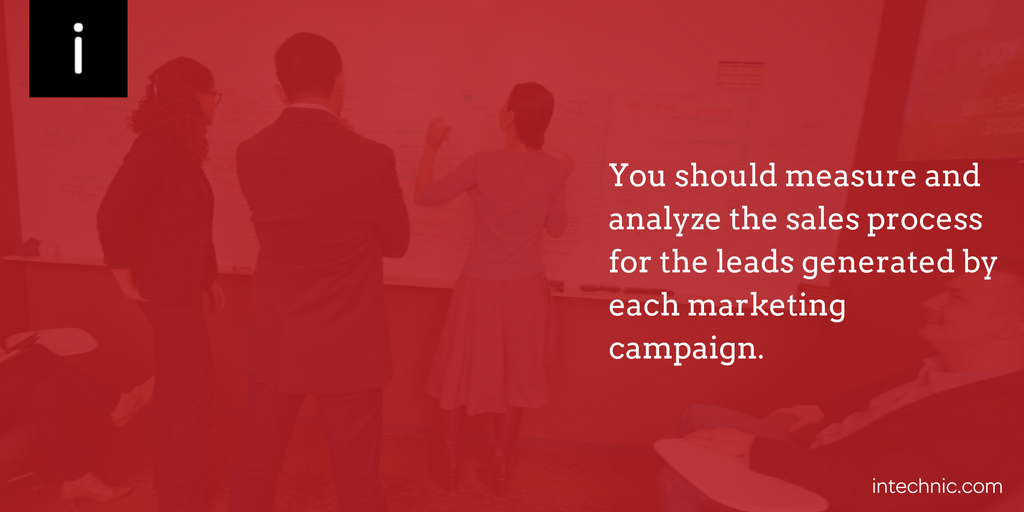 i
You should measure and
analyze the sales process
for the leads generated by
each marketing
campaign.
intechnic.com